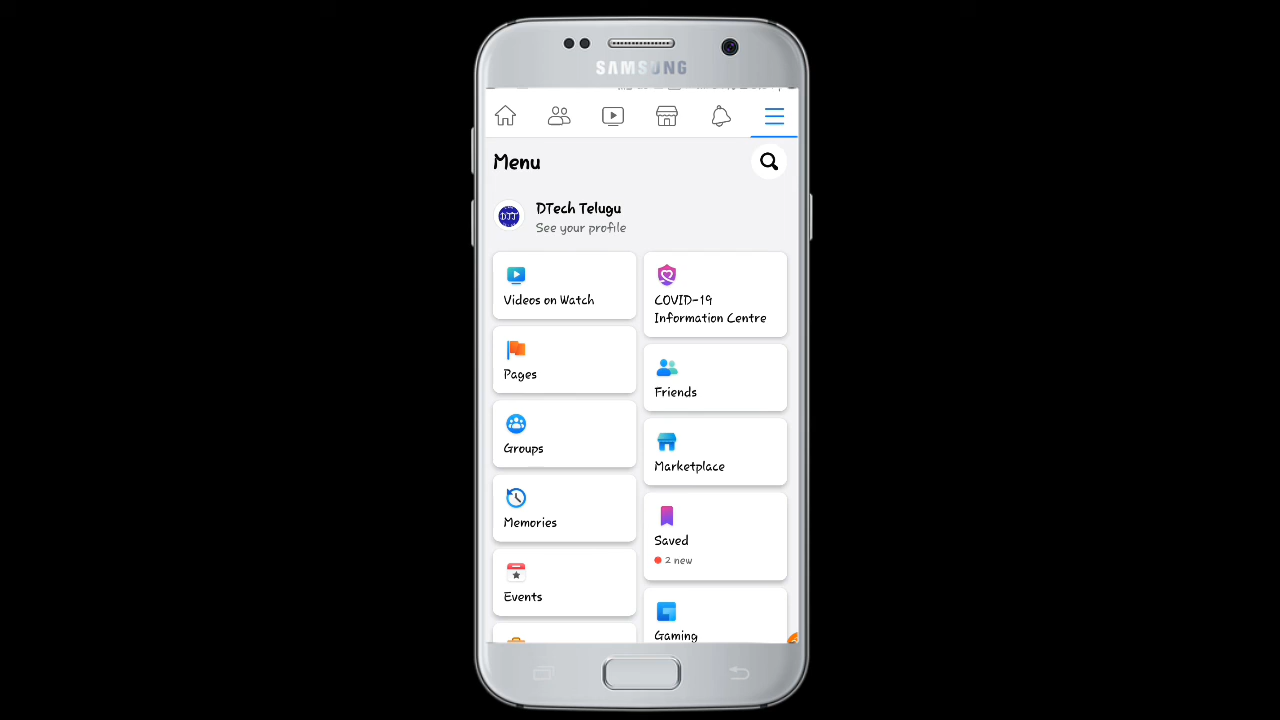 SAMSUNG
Menu
DTT
DTech Telugu
See your profile
Videos on Watch
COVID-19
Information Centre
Pages
Friends
Groups
Marketplace
Memories
Saved
2 new
Events
Gaming